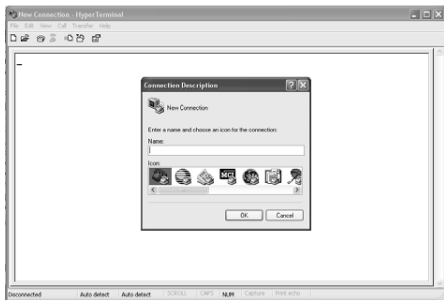 New Connection - HyperTerminal
File Edit View Call Transfer Help
Connection Description
New Connection
Enter a name and choose an icon for the connection:
Name:
Icon:
MCI
OK Cancel
Disconnected Auto detect Auto detect SCROLL CAPS NUM Capture Print echo